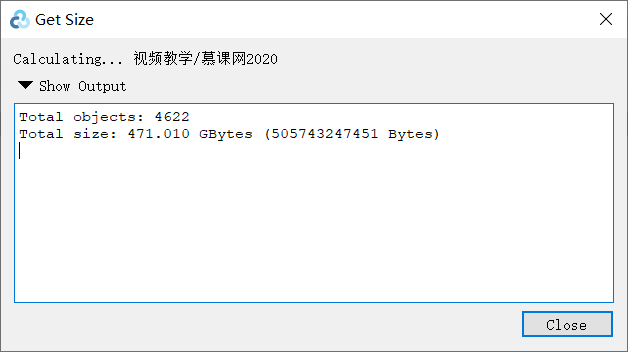 Get Size
Calculating... 视频教学/慕课网2020
Show Output
Total objects: 4622
Total size: 471.010 GBytes (505743247451 Bytes)
Close